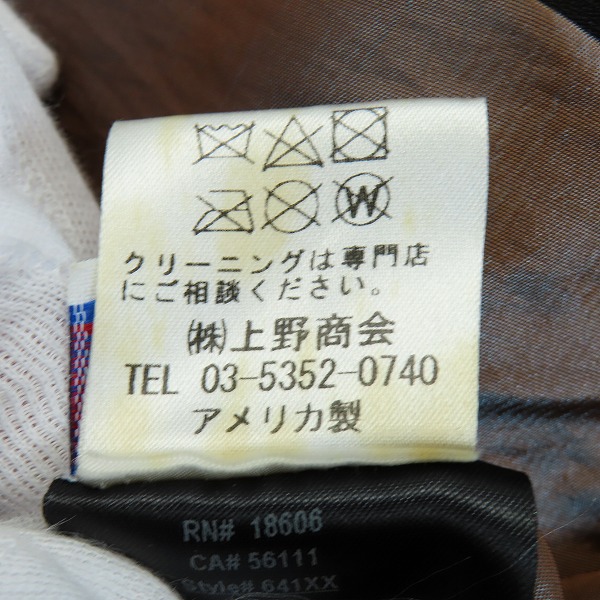 W
クリーニングは専門店
にご相談ください。
㈱上野商会
TEL 03-5352-0740
アメリカ製
RN# 18606
CA# 56111
Style# 641XX